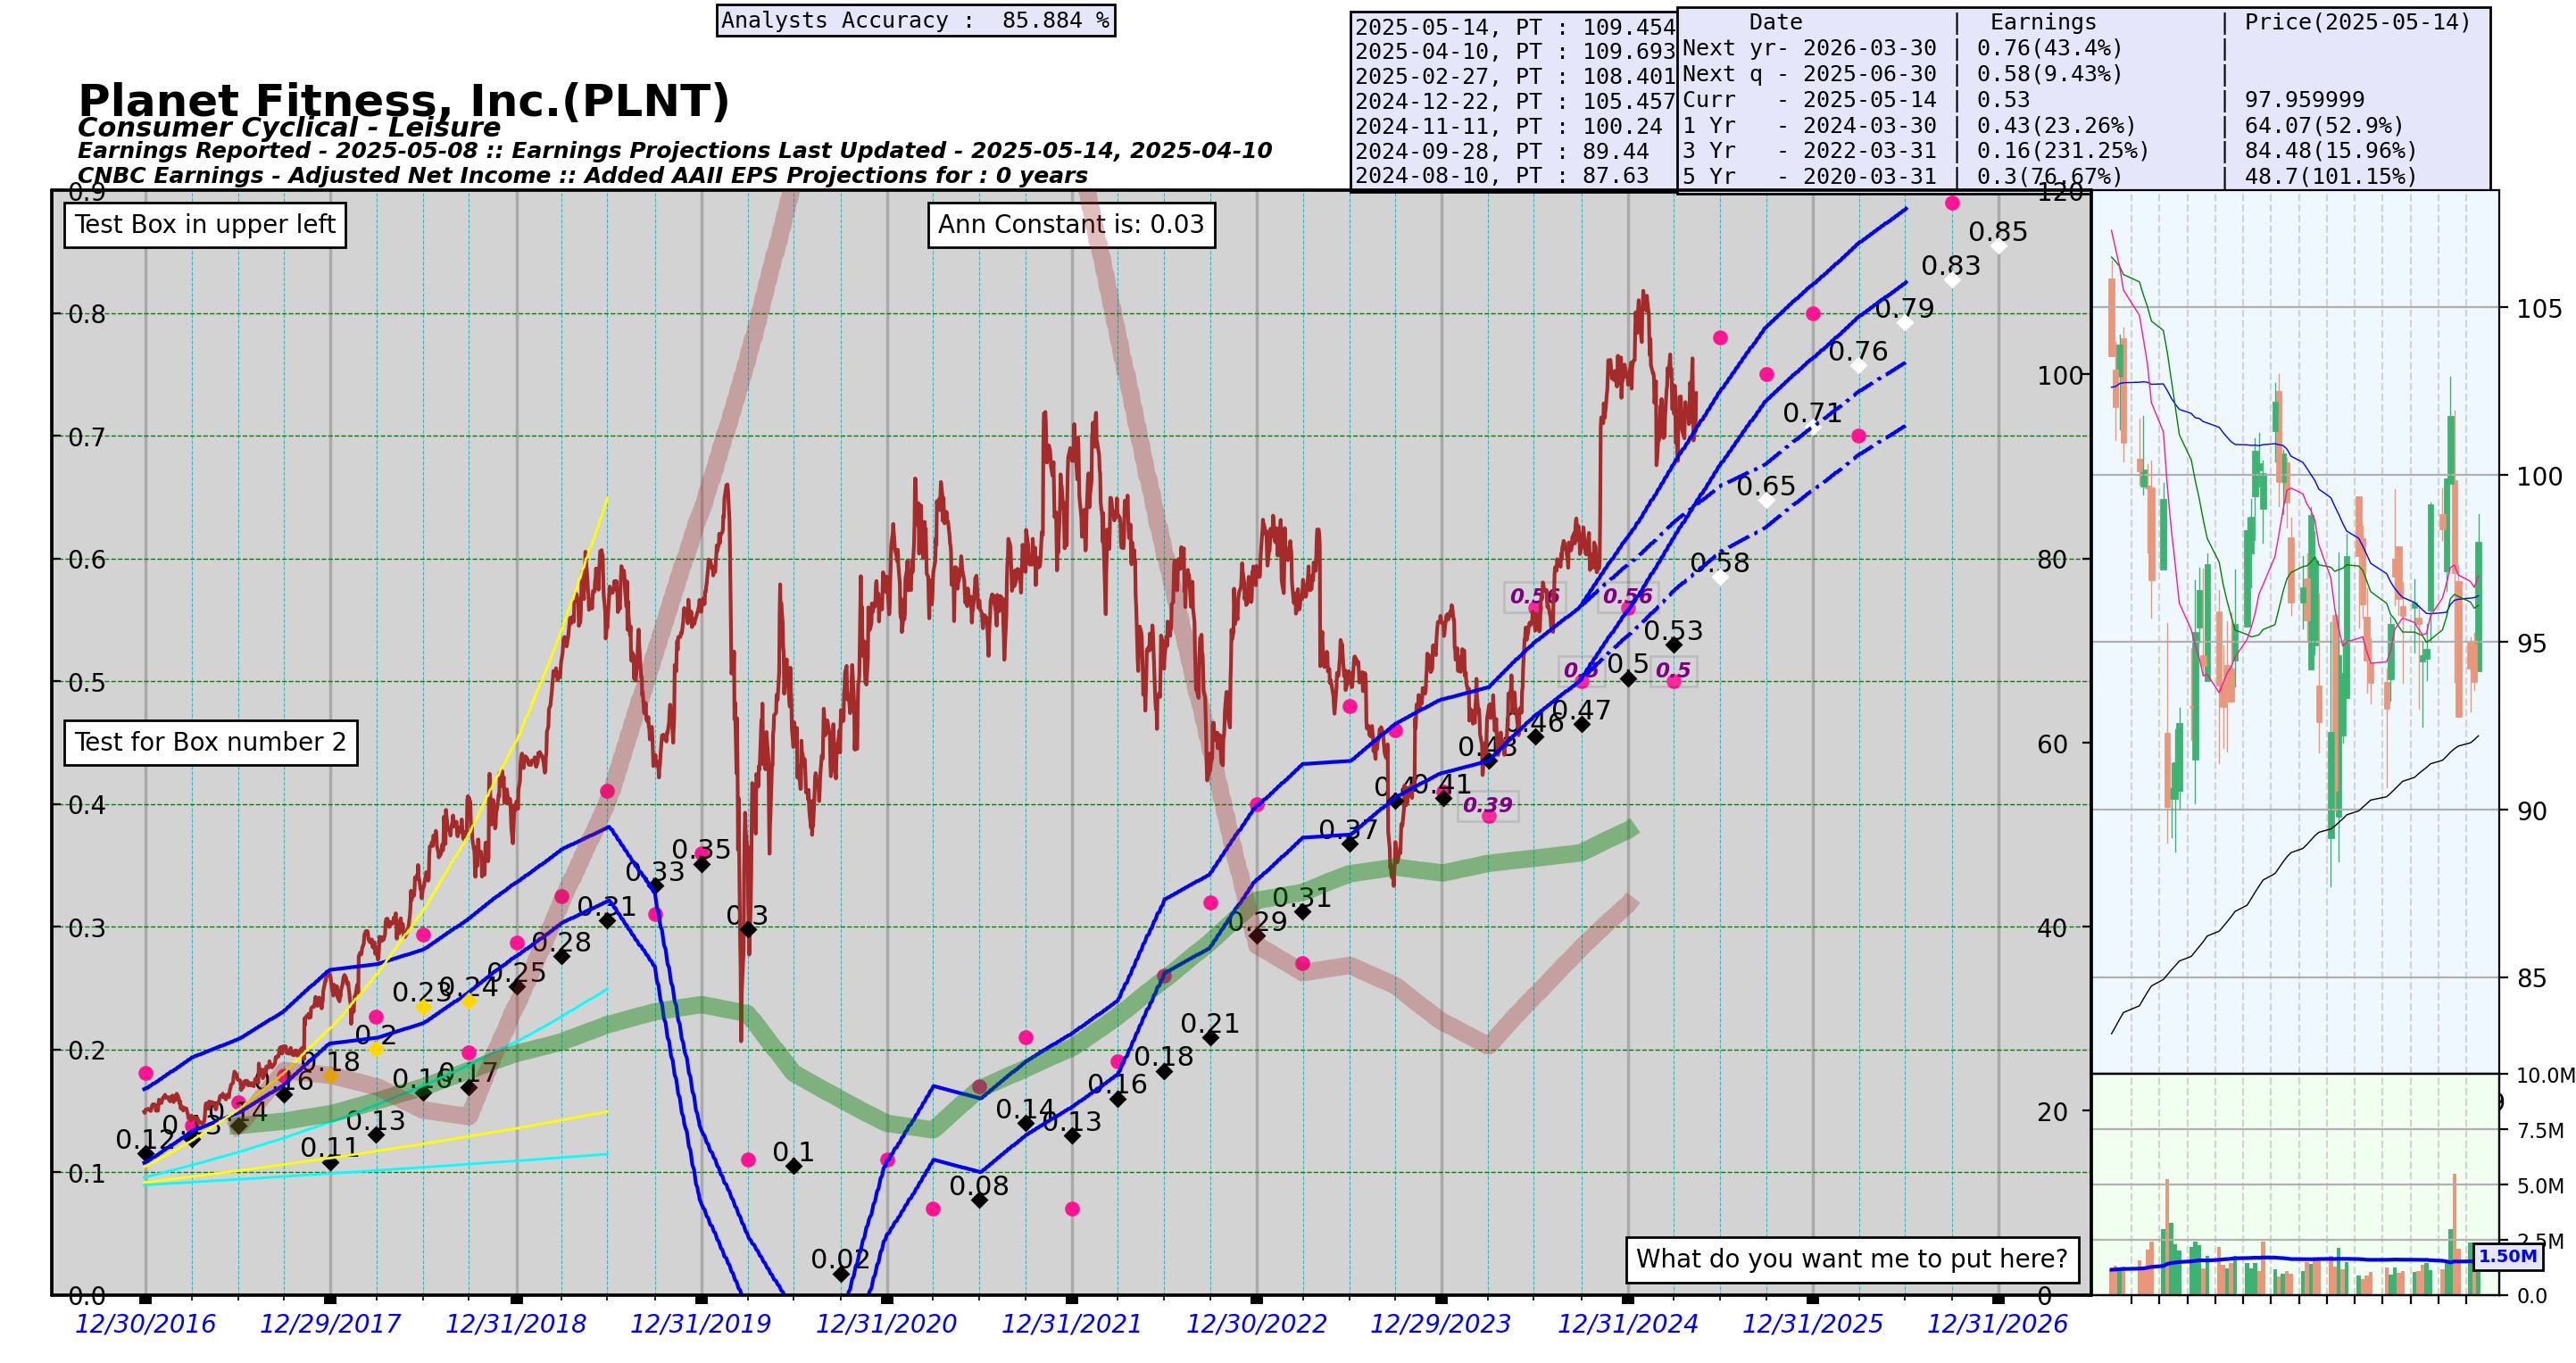 Analysts Accuracy :  85.884 %
2025-05-14, PT : 109.454
2025-04-10, PT : 109.693
2025-02-27, PT : 108.401
2024-12-22, PT : 105.457
2024-11-11, PT : 100.24
2024-09-28, PT : 89.44
2024-08-10, PT : 87.63
Date | Earnings | Price(2025-05-14)
Next yr- 2026-03-30 | 0.76(43.4%) |
Next q - 2025-06-30 | 0.58(9.43%) |
Curr   - 2025-05-14 | 0.53 | 97.959999
1 Yr   - 2024-03-30 | 0.43(23.26%) | 64.07(52.9%)
3 Yr   - 2022-03-31 | 0.16(231.25%) | 84.48(15.96%)
5 Yr   - 2020-03-31 | 0.3(76.67%) | 48.7(101.15%)
Planet Fitness, Inc.(PLNT)
Consumer Cyclical - Leisure
Earnings Reported - 2025-05-08 :: Earnings Projections Last Updated - 2025-05-14, 2025-04-10
CNBC Earnings - Adjusted Net Income :: Added AAII EPS Projections for : 0 years
Test Box in upper left
Ann Constant is: 0.03
Test for Box number 2
What do you want me to put here?
0.9
0.8
0.7
0.6
0.5
0.4
0.3
0.2
0.1
0.0
0.12
0.13
0.14
0.16
0.18
0.11
0.2
0.13
0.23
0.16
0.24
0.17
0.25
0.28
0.31
0.33
0.35
0.3
0.1
0.02
0.08
0.14
0.13
0.16
0.18
0.21
0.29
0.31
0.37
0.4
0.41
0.43
0.39
0.46
0.56
0.47
0.5
0.5
0.56
0.53
0.5
0.58
0.65
0.71
0.76
0.79
0.83
0.85
120
100
80
60
40
20
0
105
100
95
90
85
10.0M
7.5M
5.0M
2.5M
1.50M
0.0
12/30/2016
12/29/2017
12/31/2018
12/31/2019
12/31/2020
12/31/2021
12/30/2022
12/29/2023
12/31/2024
12/31/2025
12/31/2026